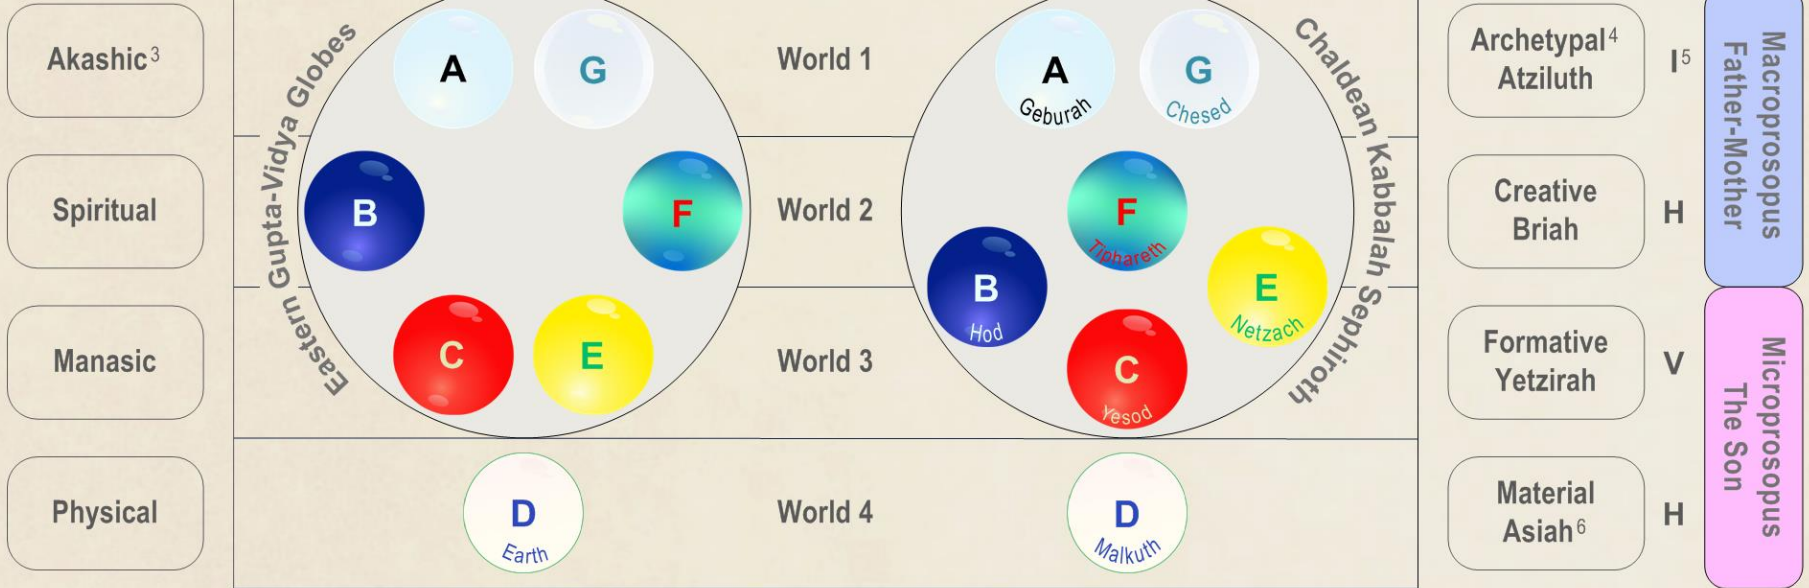 Akashic³
Eastern Gupta-Vidya Globes
A
G
World 1
A
Geburah
G
Chesed
Chaldean Kabbalah Sephiroth
Archetypal⁴
Atziluth
I⁵
Macroprosopus
Father-Mother
Spiritual
B
F
World 2
F
Tiphareth
B
Hod
E
Netzach
Creative
Briah
H
Manasic
C
E
World 3
C
Yesod
Formative
Yetzirah
V
Microprosopus
The Son
Physical
D
Earth
World 4
D
Malkuth
Material
Asiah⁶
H